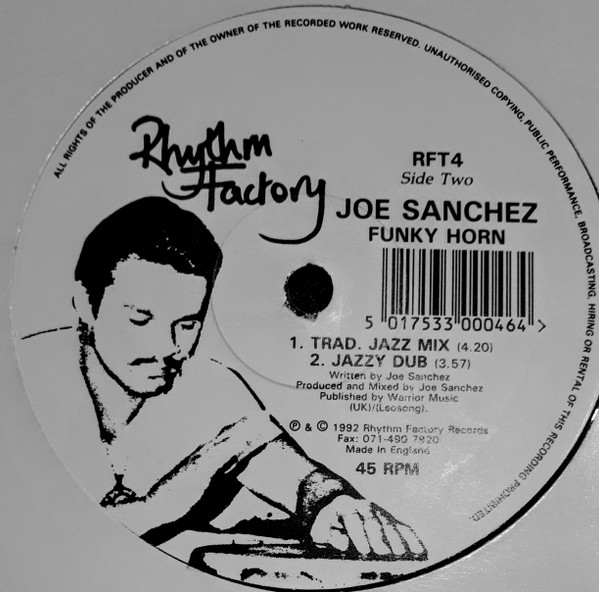 ALL RIGHTS OF THE PRODUCER AND OF THE OWNER OF THE RECORDED WORK RESERVED. UNAUTHORISED COPYING, PUBLIC PERFORMANCE, BROADCASTING, HIRING OR RENTAL OF THIS RECORDING PROHIBITED.
Rhythm
Factory
RFT4
Side Two
JOE SANCHEZ
FUNKY HORN
5 017533 000464 >
1. TRAD. JAZZ MIX (4.20)
2. JAZZY DUB (3.57)
Written by Joe Sanchez
Produced and Mixed by Joe Sanchez
Published by Warrior Music
(UK)/(Leosong).
℗ & © 1992 Rhythm Factory Records
Fax: 071-490 7820
Made In England
45 RPM